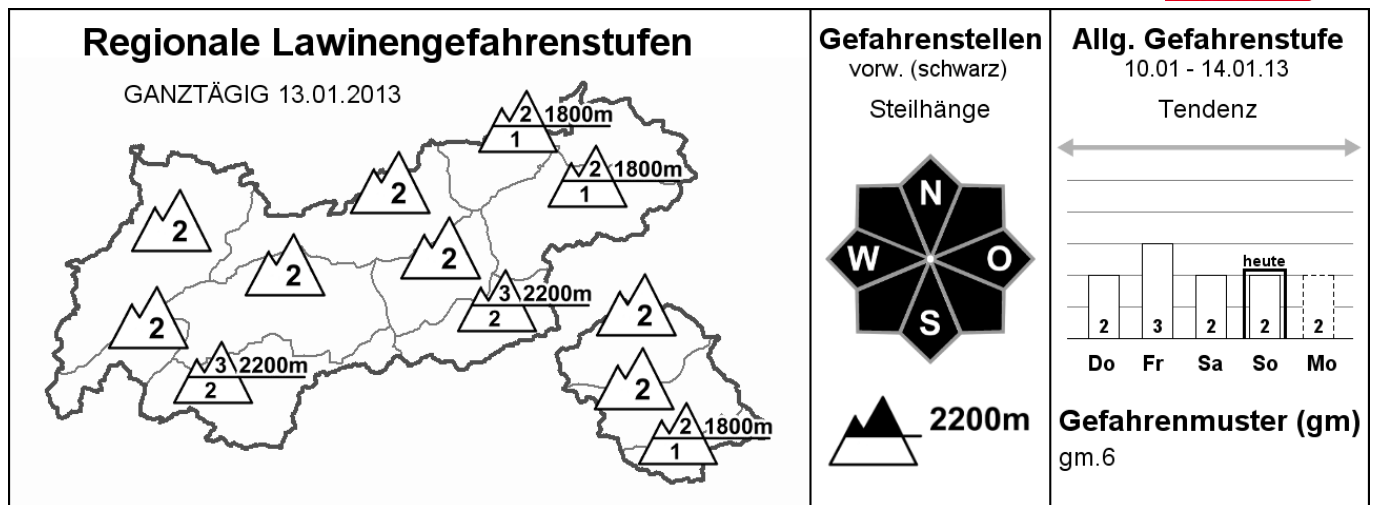 Regionale Lawinengefahrenstufen
GANZTÄGIG 13.01.2013
2 1800m
1
2 1800m
1
2
2
2
2
3 2200m
2
2
2
3 2200m
2
2
2 1800m
1
Gefahrenstellen
vorw. (schwarz)
Steilhänge
N
W
O
S
2200m
Allg. Gefahrenstufe
10.01 - 14.01.13
Tendenz
heute
2 3 2 2 2
Do Fr Sa So Mo
Gefahrenmuster (gm)
gm.6